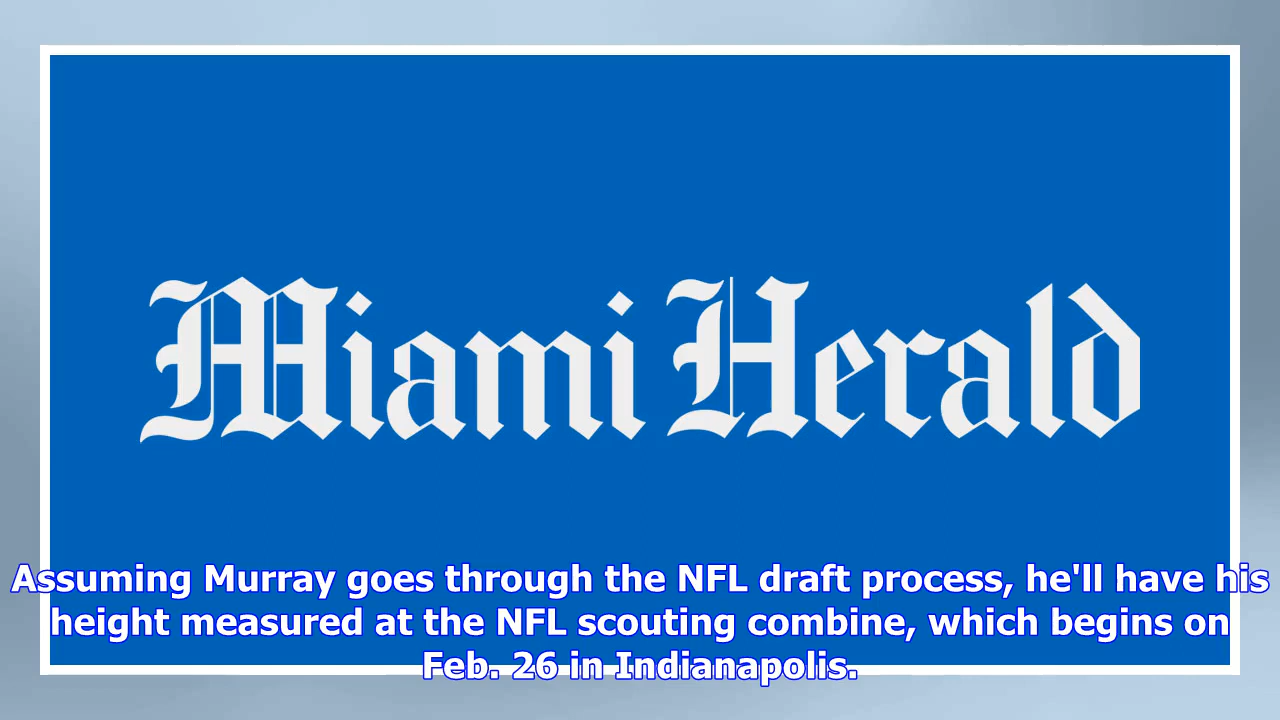 Miami Herald
Assuming Murray goes through the NFL draft process, he'll have his
height measured at the NFL scouting combine, which begins on
Feb. 26 in Indianapolis.